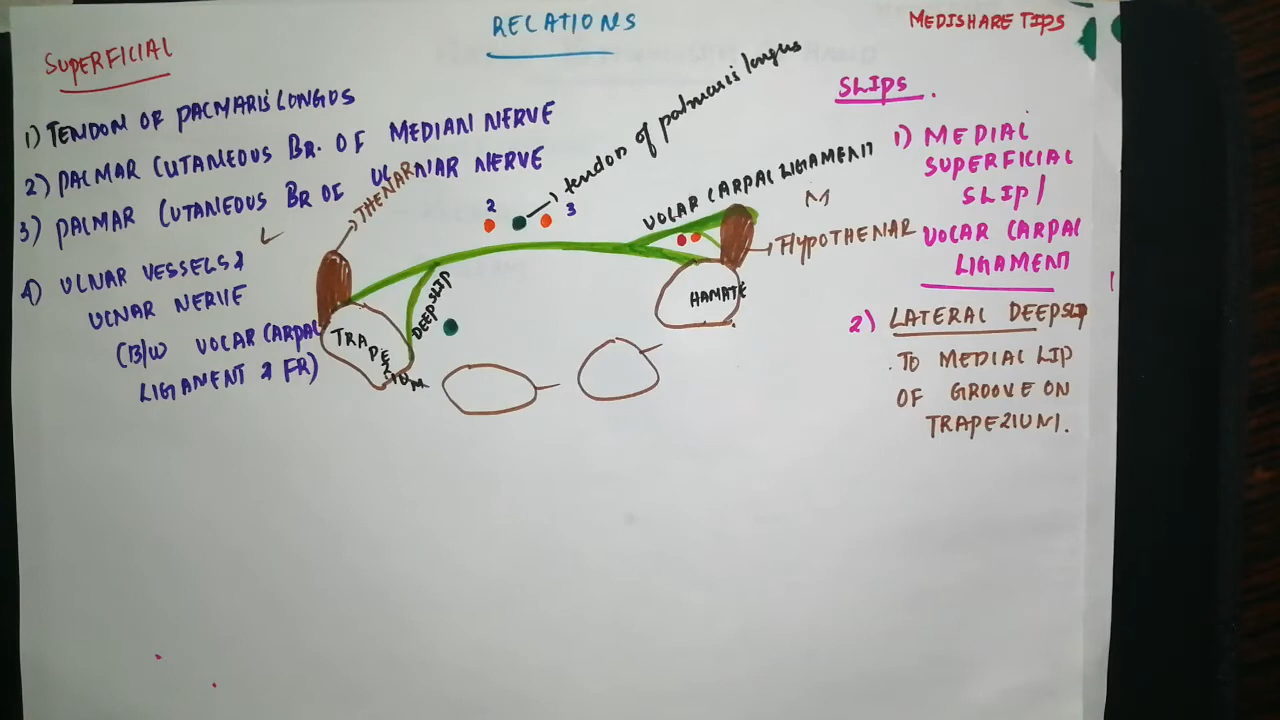 RELATIONS
MEDISHARE TIPS
SUPERFICIAL
1) TENDON OF PALMARIS LONGUS
2) PALMAR CUTANEOUS BR. OF MEDIAN NERVE
3) PALMAR CUTANEOUS BR OF ULNAR NERVE
4) ULNAR VESSELS &
ULNAR NERVE
(B/W VOLAR CARPAL
LIGAMENT & FR)
L
THENAR
2
3
tendon of palmaris longus
VOLAR CARPAL LIGAMENT
M
HYPOTHENAR
HAMATE
DEEP SLIP
TRAPEZIUM
SLIPS.
1) MEDIAL
SUPERFICIAL
SLIP/
VOLAR CARPAL
LIGAMENT
2) LATERAL DEEP SLIP
TO MEDIAL LIP
OF GROOVE ON
TRAPEZIUM.